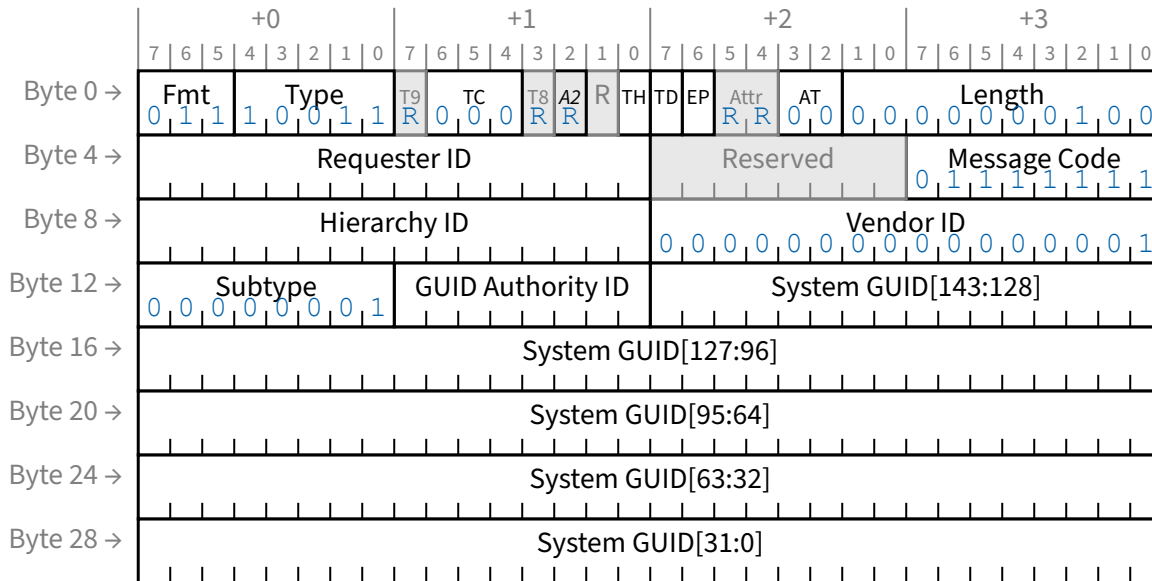 +0 +1 +2 +3
7 6 5 4 3 2 1 0 7 6 5 4 3 2 1 0 7 6 5 4 3 2 1 0 7 6 5 4 3 2 1 0
Byte 0 → Fmt Type T9 TC T8 A2 R TH TD EP Attr AT Length
0 1 1 1 0 0 1 1 R 0 0 0 R R R R 0 0 0 0 0 0 0 0 0 1 0 0
Byte 4 → Requester ID Reserved Message Code
0 1 1 1 1 1 1 1
Byte 8 → Hierarchy ID Vendor ID
0 0 0 0 0 0 0 0 0 0 0 0 0 0 0 1
Byte 12 → Subtype GUID Authority ID System GUID[143:128]
0 0 0 0 0 0 0 1
Byte 16 → System GUID[127:96]
Byte 20 → System GUID[95:64]
Byte 24 → System GUID[63:32]
Byte 28 → System GUID[31:0]